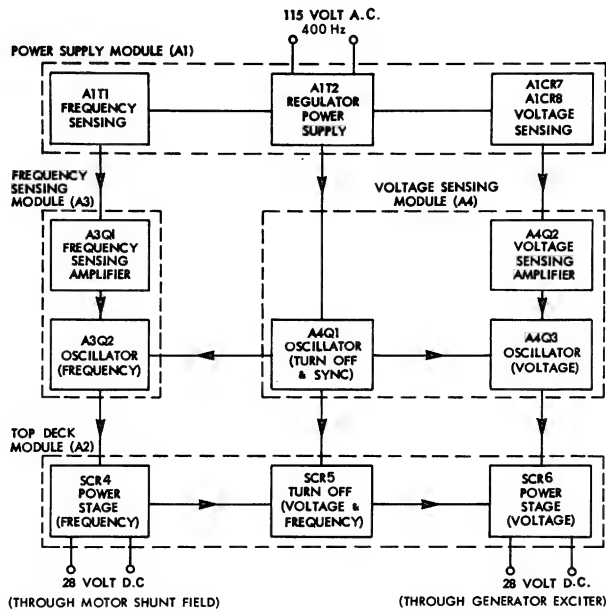 115 VOLT A.C.
400 Hz
POWER SUPPLY MODULE (A1)
A1T1
FREQUENCY
SENSING
A1T2
REGULATOR
POWER
SUPPLY
A1CR7
A1CR8
VOLTAGE
SENSING
FREQUENCY
SENSING
MODULE (A3)
VOLTAGE SENSING
MODULE (A4)
A3Q1
FREQUENCY
SENSING
AMPLIFIER
A4Q2
VOLTAGE
SENSING
AMPLIFIER
A3Q2
OSCILLATOR
(FREQUENCY)
A4Q1
OSCILLATOR
(TURN OFF
& SYNC)
A4Q3
OSCILLATOR
(VOLTAGE)
TOP DECK
MODULE (A2)
SCR4
POWER
STAGE
(FREQUENCY)
SCR5
TURN OFF
(VOLTAGE &
FREQUENCY)
SCR6
POWER
STAGE
(VOLTAGE)
28 VOLT D.C
(THROUGH MOTOR SHUNT FIELD)
28 VOLT D.C.
(THROUGH GENERATOR EXCITER)